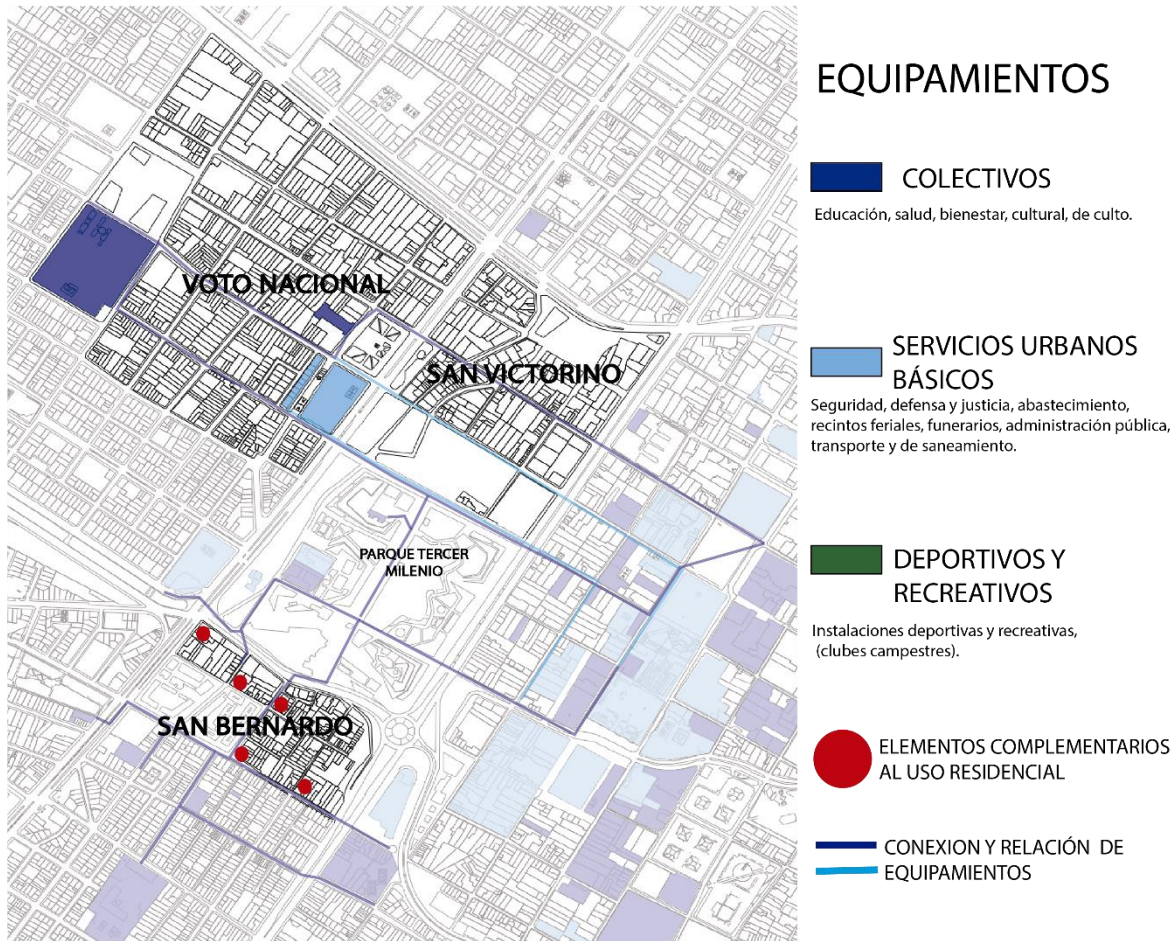 EQUIPAMIENTOS
COLECTIVOS
Educación, salud, bienestar, cultural, de culto.
SERVICIOS URBANOS
BÁSICOS
Seguridad, defensa y justicia, abastecimiento,
recintos feriales, funerarios, administración pública,
transporte y de saneamiento.
DEPORTIVOS Y
RECREATIVOS
Instalaciones deportivas y recreativas,
(clubes campestres).
ELEMENTOS COMPLEMENTARIOS
AL USO RESIDENCIAL
CONEXION Y RELACIÓN DE
EQUIPAMIENTOS
VOTO NACIONAL
SAN VICTORINO
PARQUE TERCER
MILENIO
SAN BERNARDO